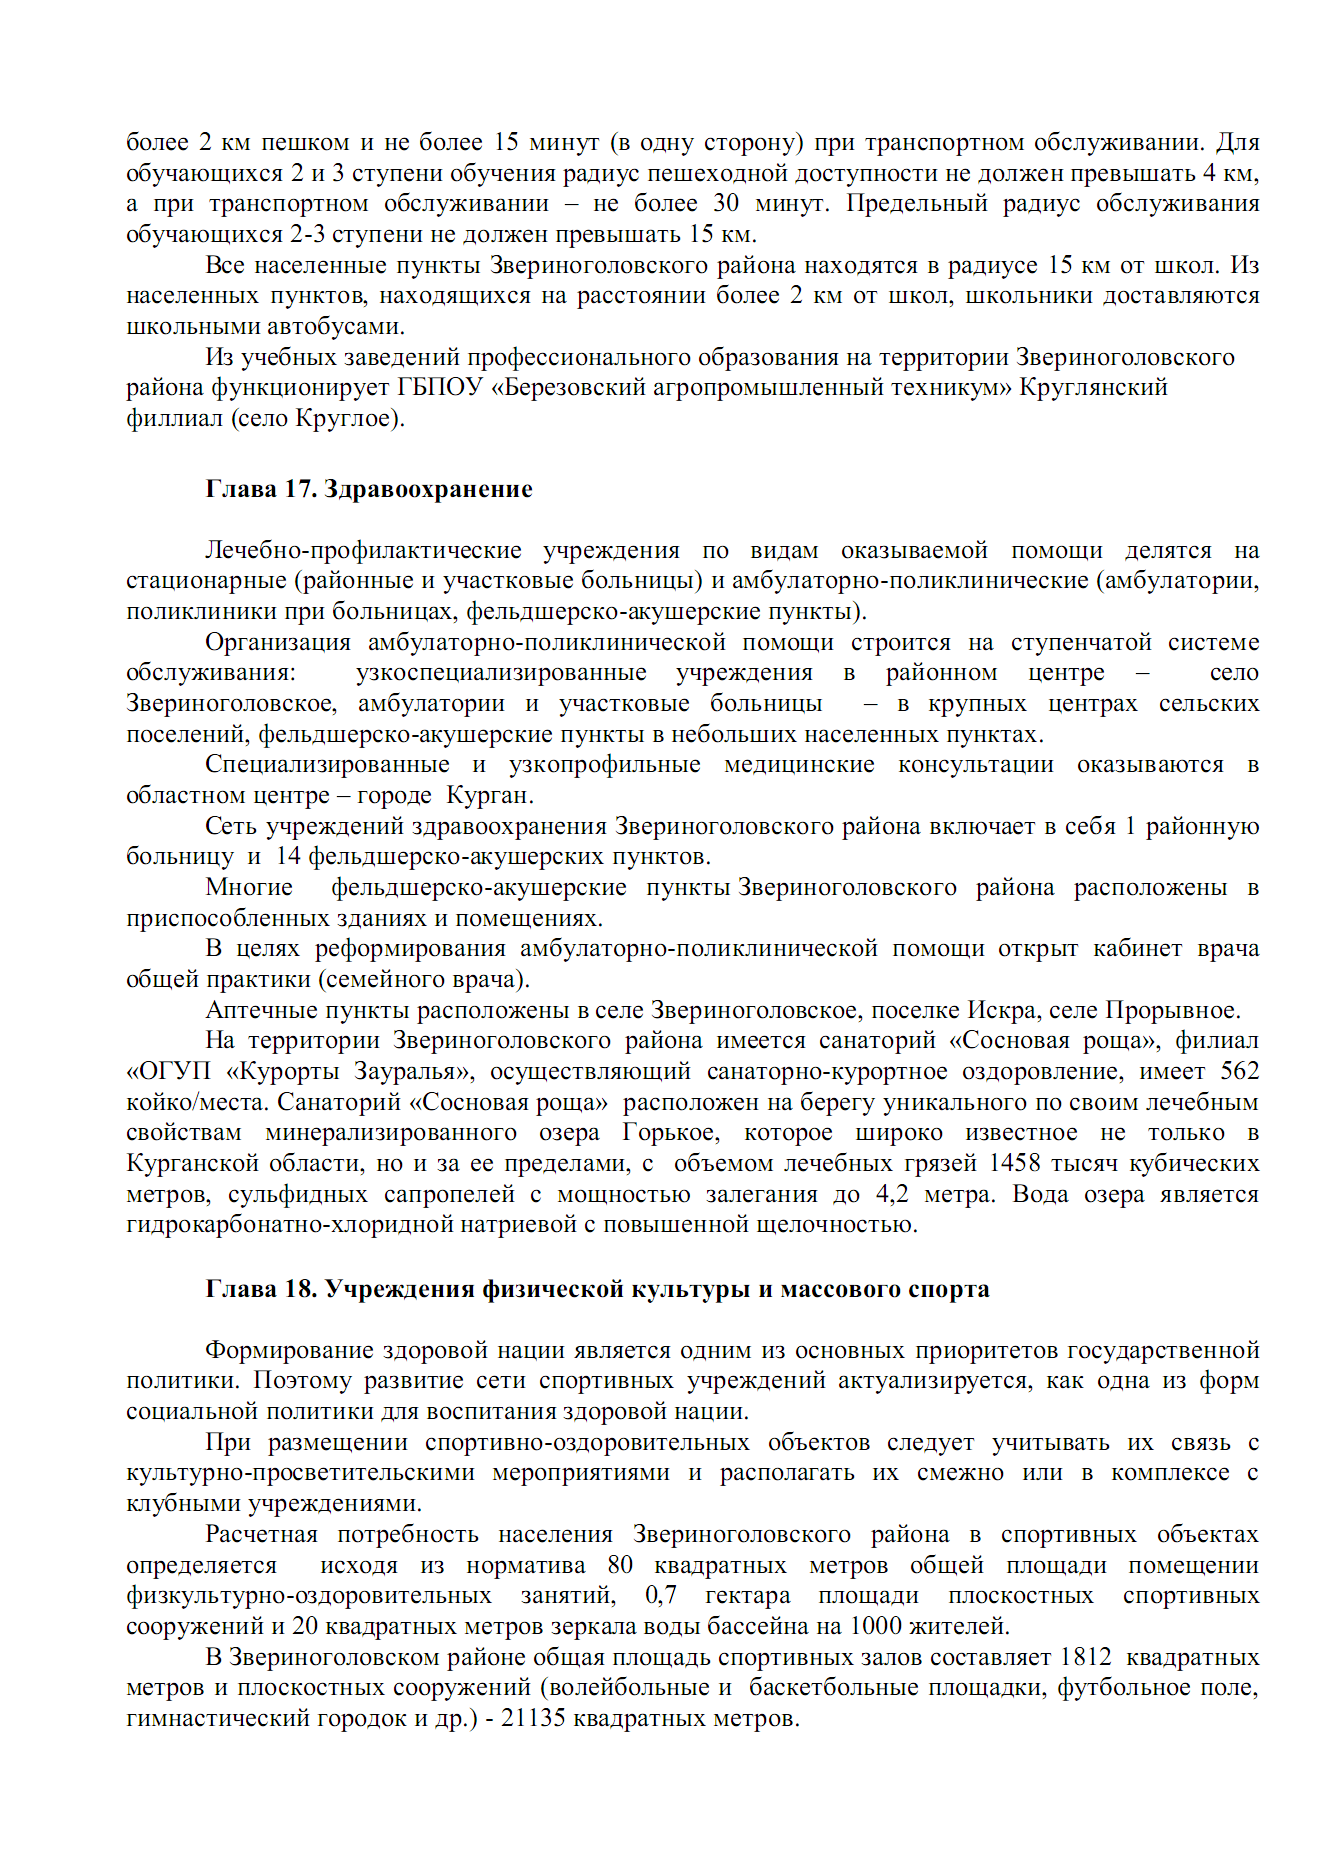 более 2 км пешком и не более 15 минут (в одну сторону) при транспортном обслуживании. Для
обучающихся 2 и 3 ступени обучения радиус пешеходной доступности не должен превышать 4 км,
а при транспортном обслуживании – не более 30 минут. Предельный радиус обслуживания
обучающихся 2-3 ступени не должен превышать 15 км.
Все населенные пункты Звериноголовского района находятся в радиусе 15 км от школ. Из
населенных пунктов, находящихся на расстоянии более 2 км от школ, школьники доставляются
школьными автобусами.
Из учебных заведений профессионального образования на территории Звериноголовского
района функционирует ГБПОУ «Березовский агропромышленный техникум» Круглянский
филлиал (село Круглое).
Глава 17. Здравоохранение
Лечебно-профилактические учреждения по видам оказываемой помощи делятся на
стационарные (районные и участковые больницы) и амбулаторно-поликлинические (амбулатории,
поликлиники при больницах, фельдшерско-акушерские пункты).
Организация амбулаторно-поликлинической помощи строится на ступенчатой системе
обслуживания: узкоспециализированные учреждения в районном центре – село
Звериноголовское, амбулатории и участковые больницы – в крупных центрах сельских
поселений, фельдшерско-акушерские пункты в небольших населенных пунктах.
Специализированные и узкопрофильные медицинские консультации оказываются в
областном центре – городе Курган.
Сеть учреждений здравоохранения Звериноголовского района включает в себя 1 районную
больницу и 14 фельдшерско-акушерских пунктов.
Многие фельдшерско-акушерские пункты Звериноголовского района расположены в
приспособленных зданиях и помещениях.
В целях реформирования амбулаторно-поликлинической помощи открыт кабинет врача
общей практики (семейного врача).
Аптечные пункты расположены в селе Звериноголовское, поселке Искра, селе Прорывное.
На территории Звериноголовского района имеется санаторий «Сосновая роща», филиал
«ОГУП «Курорты Зауралья», осуществляющий санаторно-курортное оздоровление, имеет 562
койко/места. Санаторий «Сосновая роща» расположен на берегу уникального по своим лечебным
свойствам минерализированного озера Горькое, которое широко известное не только в
Курганской области, но и за ее пределами, с объемом лечебных грязей 1458 тысяч кубических
метров, сульфидных сапропелей с мощностью залегания до 4,2 метра. Вода озера является
гидрокарбонатно-хлоридной натриевой с повышенной щелочностью.
Глава 18. Учреждения физической культуры и массового спорта
Формирование здоровой нации является одним из основных приоритетов государственной
политики. Поэтому развитие сети спортивных учреждений актуализируется, как одна из форм
социальной политики для воспитания здоровой нации.
При размещении спортивно-оздоровительных объектов следует учитывать их связь с
культурно-просветительскими мероприятиями и располагать их смежно или в комплексе с
клубными учреждениями.
Расчетная потребность населения Звериноголовского района в спортивных объектах
определяется исходя из норматива 80 квадратных метров общей площади помещении
физкультурно-оздоровительных занятий, 0,7 гектара площади плоскостных спортивных
сооружений и 20 квадратных метров зеркала воды бассейна на 1000 жителей.
В Звериноголовском районе общая площадь спортивных залов составляет 1812 квадратных
метров и плоскостных сооружений (волейбольные и баскетбольные площадки, футбольное поле,
гимнастический городок и др.) - 21135 квадратных метров.